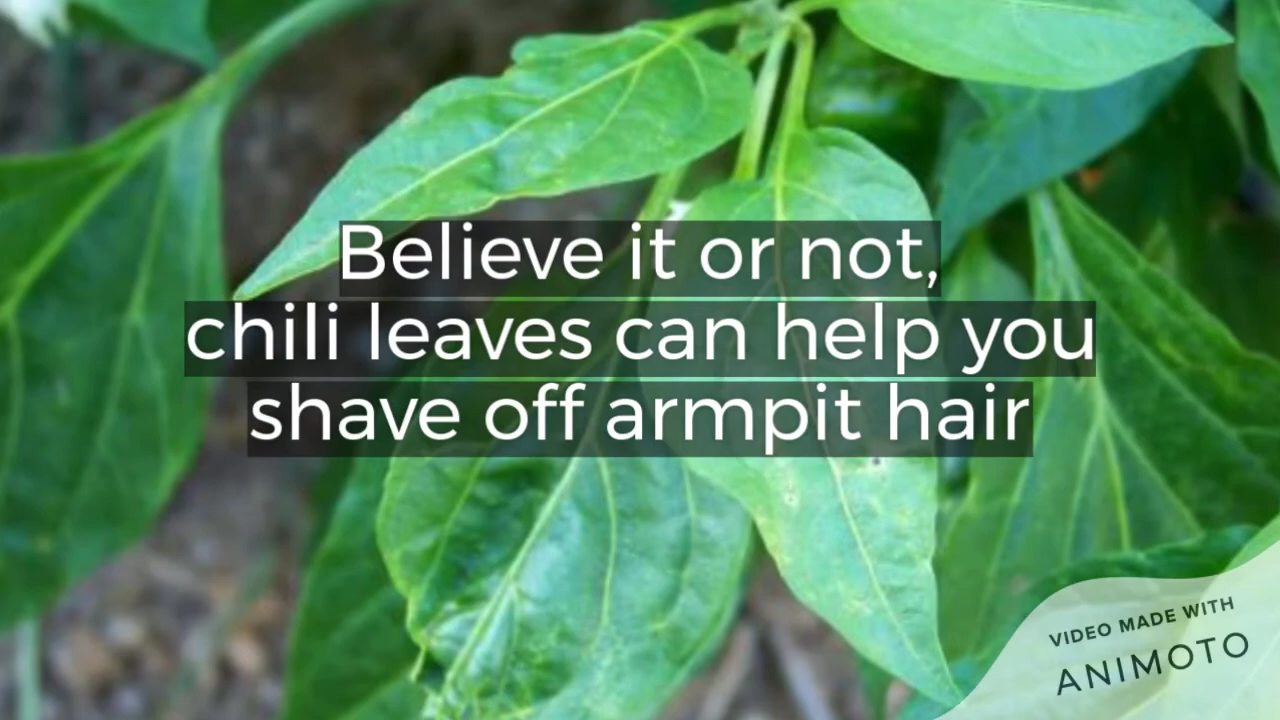 Believe it or not,
chili leaves can help you
shave off armpit hair
VIDEO MADE WITH
ANIMOTO